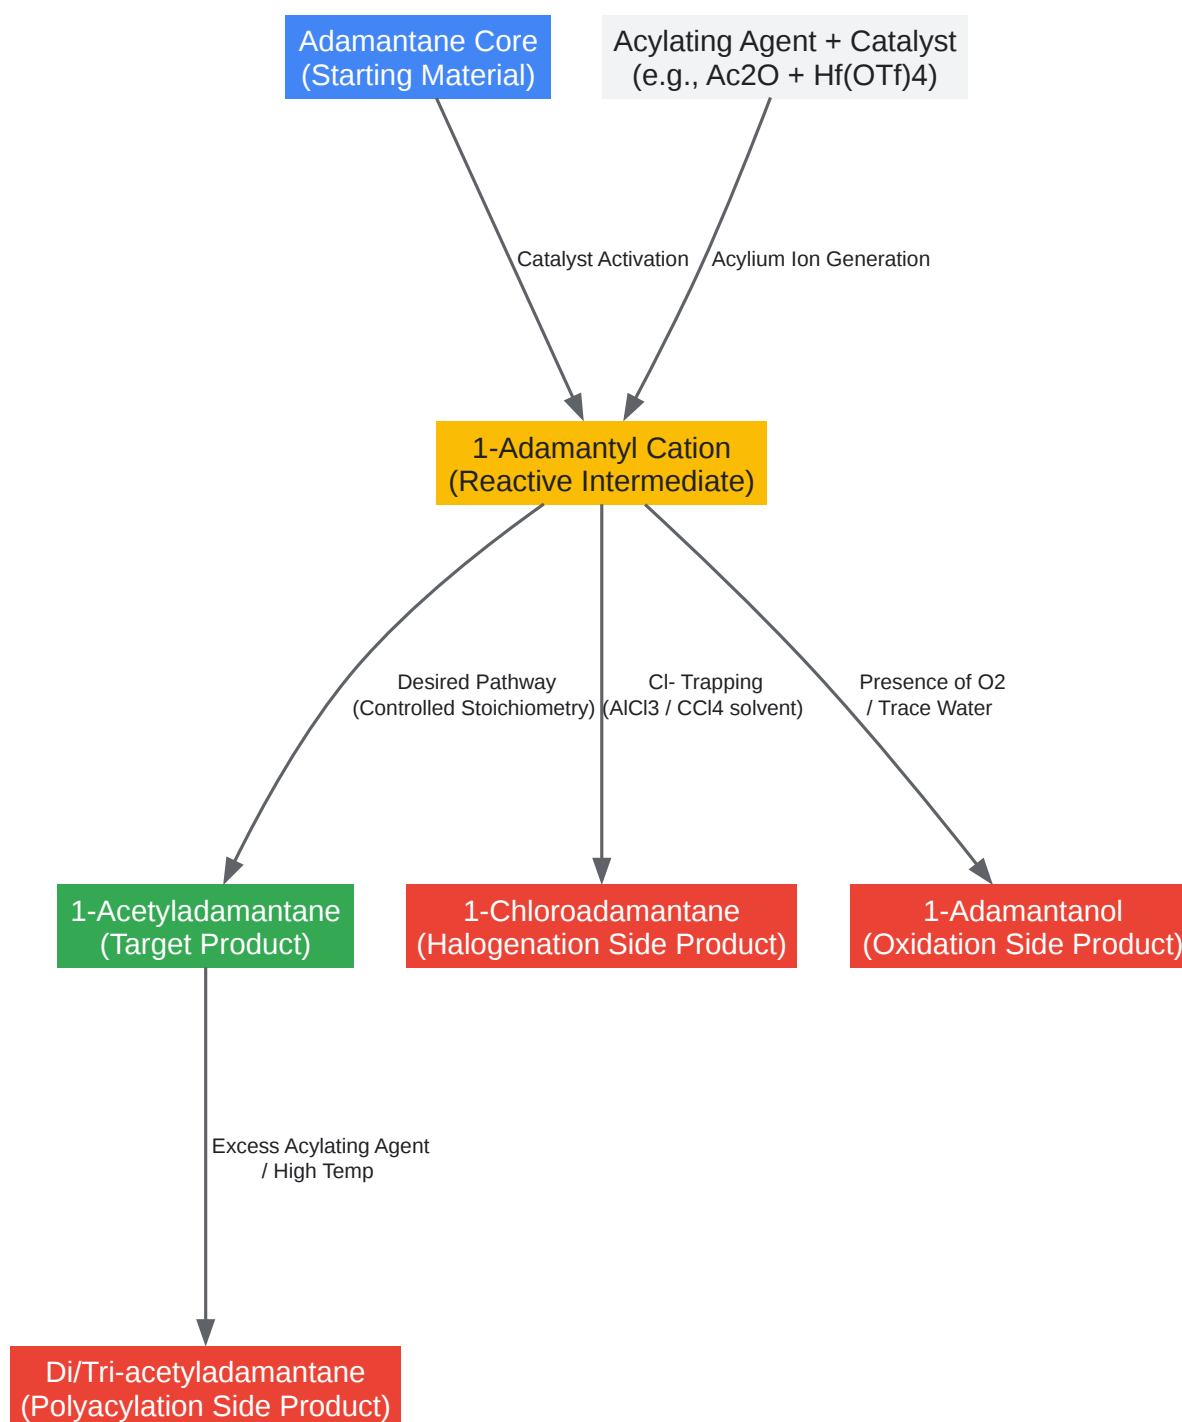 Adamantane Core
(Starting Material)
Acylating Agent + Catalyst
(e.g., Ac2O + Hf(OTf)4)
Catalyst Activation
Acylium Ion Generation
1-Adamantyl Cation
(Reactive Intermediate)
Desired Pathway
(Controlled Stoichiometry)
Cl- Trapping
(AlCl3 / CCl4 solvent)
Presence of O2
/ Trace Water
1-Acetyladamantane
(Target Product)
1-Chloroadamantane
(Halogenation Side Product)
1-Adamantanol
(Oxidation Side Product)
Excess Acylating Agent
/ High Temp
Di/Tri-acetyladamantane
(Polyacylation Side Product)